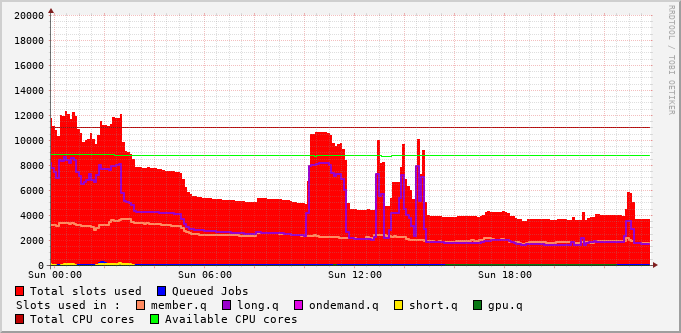 20000
18000
16000
14000
12000
10000
8000
6000
4000
2000
0
Sun 00:00 Sun 06:00 Sun 12:00 Sun 18:00
RRDTOOL / TOBI OETIKER
Total slots used Queued Jobs
Slots used in : member.q long.q ondemand.q short.q gpu.q
Total CPU cores Available CPU cores